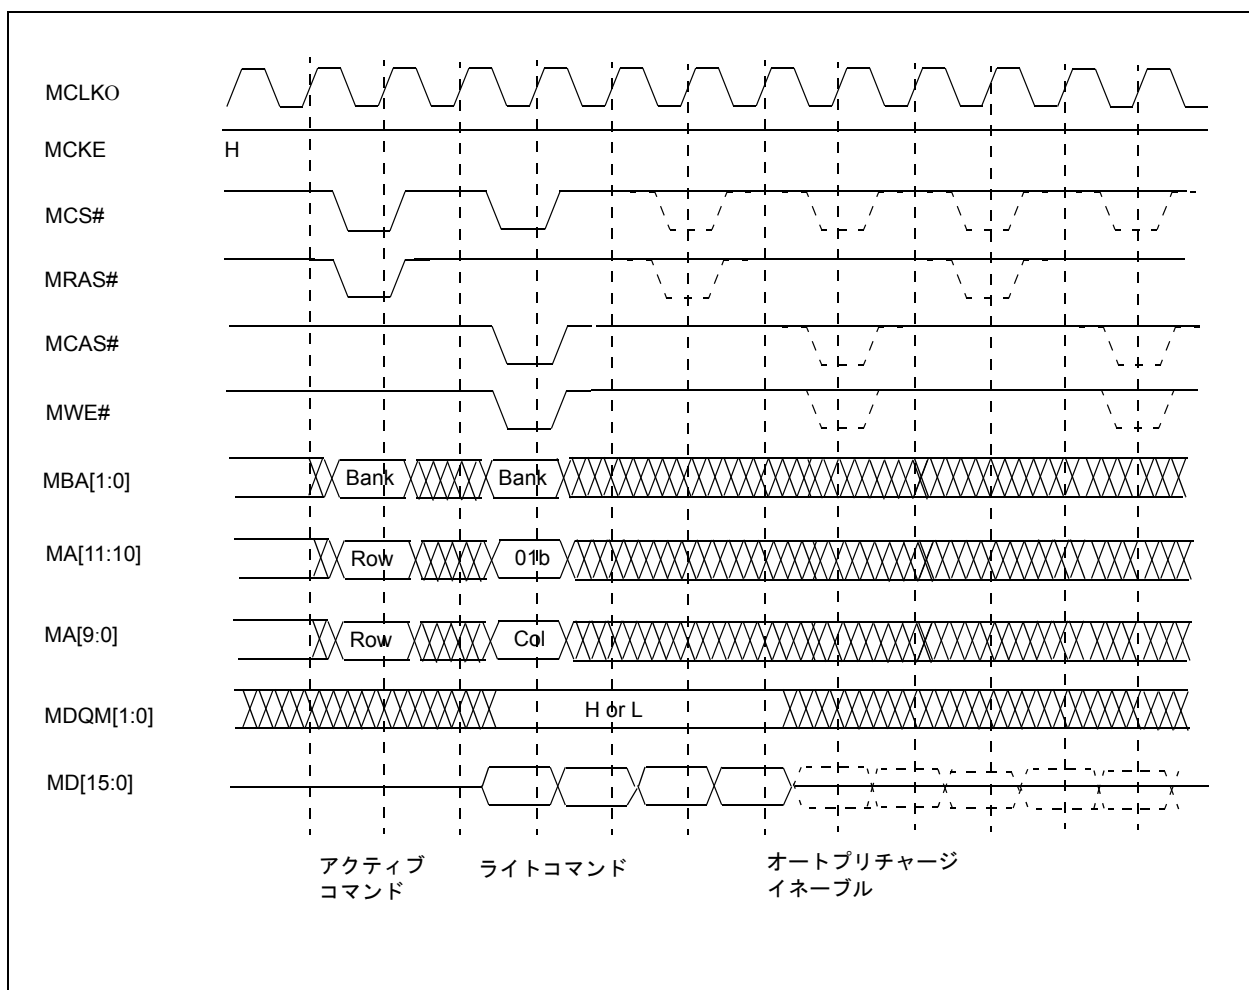 MCLKO
MCKE H
MCS#
MRAS#
MCAS#
MWE#
MBA[1:0] Bank Bank
MA[11:10] Row 01b
MA[9:0] Row Col
MDQM[1:0] H or L
MD[15:0]
アクティブ
コマンド
ライトコマンド
オートプリチャージ
イネーブル